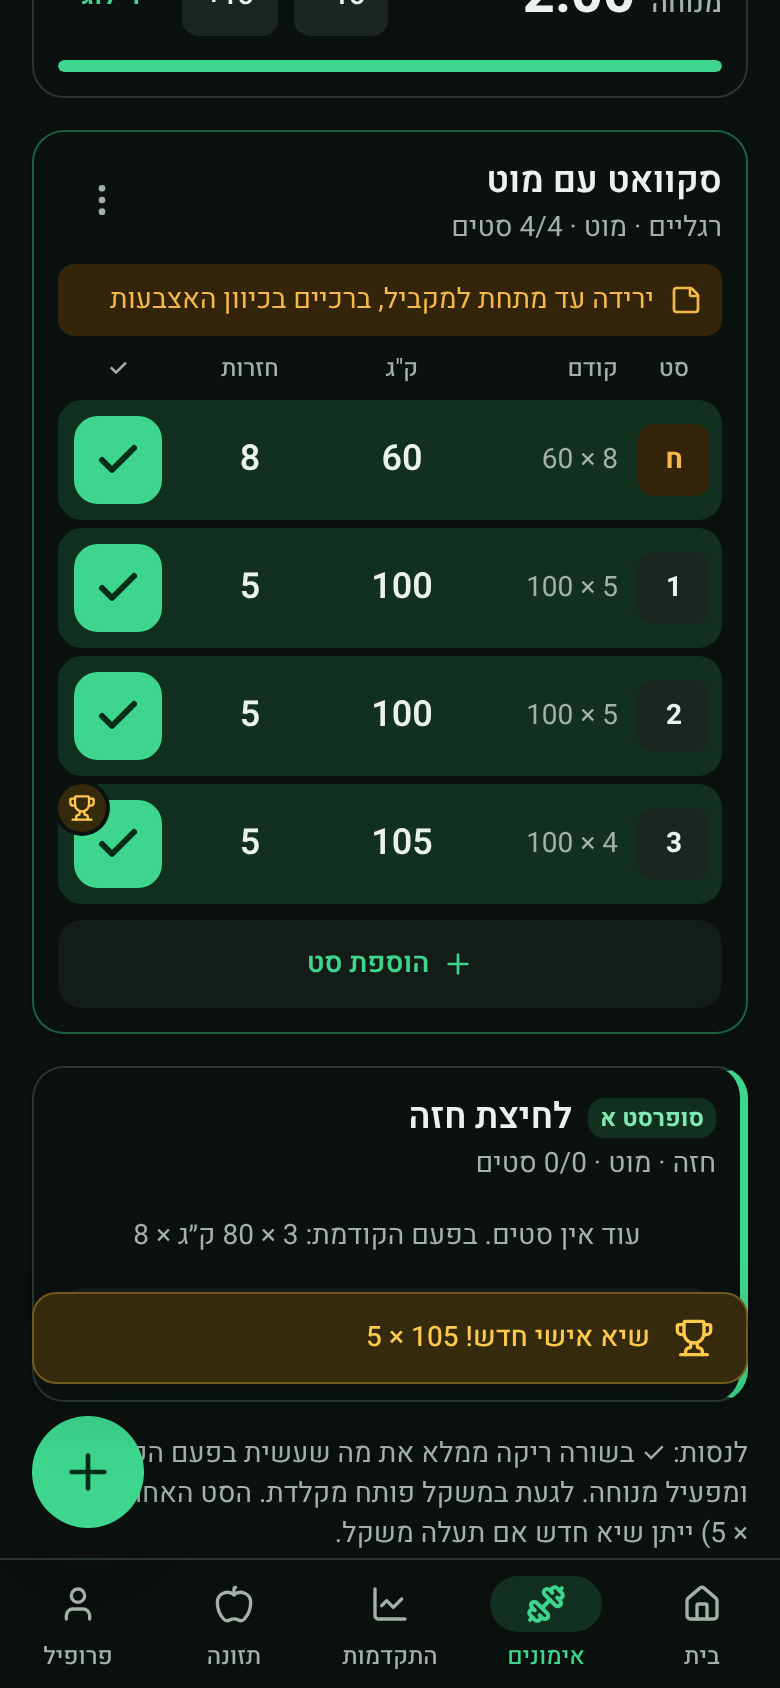 2:00 מנוחה
סקוואט עם מוט
רגליים · מוט · 4/4 סטים
ירידה עד מתחת למקביל, ברכיים בכיוון האצבעות
סט קודם ק"ג חזרות ✓
ח 60 × 8 60 8
1 100 × 5 100 5
2 100 × 5 100 5
3 100 × 4 105 5
+ הוספת סט
סופרסט א לחיצת חזה
חזה · מוט · 0/0 סטים
עוד אין סטים. בפעם הקודמת: 3 × 80 ק״ג × 8
שיא אישי חדש! 105 × 5
לנסות: ✓ בשורה ריקה ממלא את מה שעשית בפעם
ומפעיל מנוחה. לגעת במשקל פותח מקלדת. הסט
× 5) ייתן שיא חדש אם תעלה משקל.
בית אימונים התקדמות תזונה פרופיל